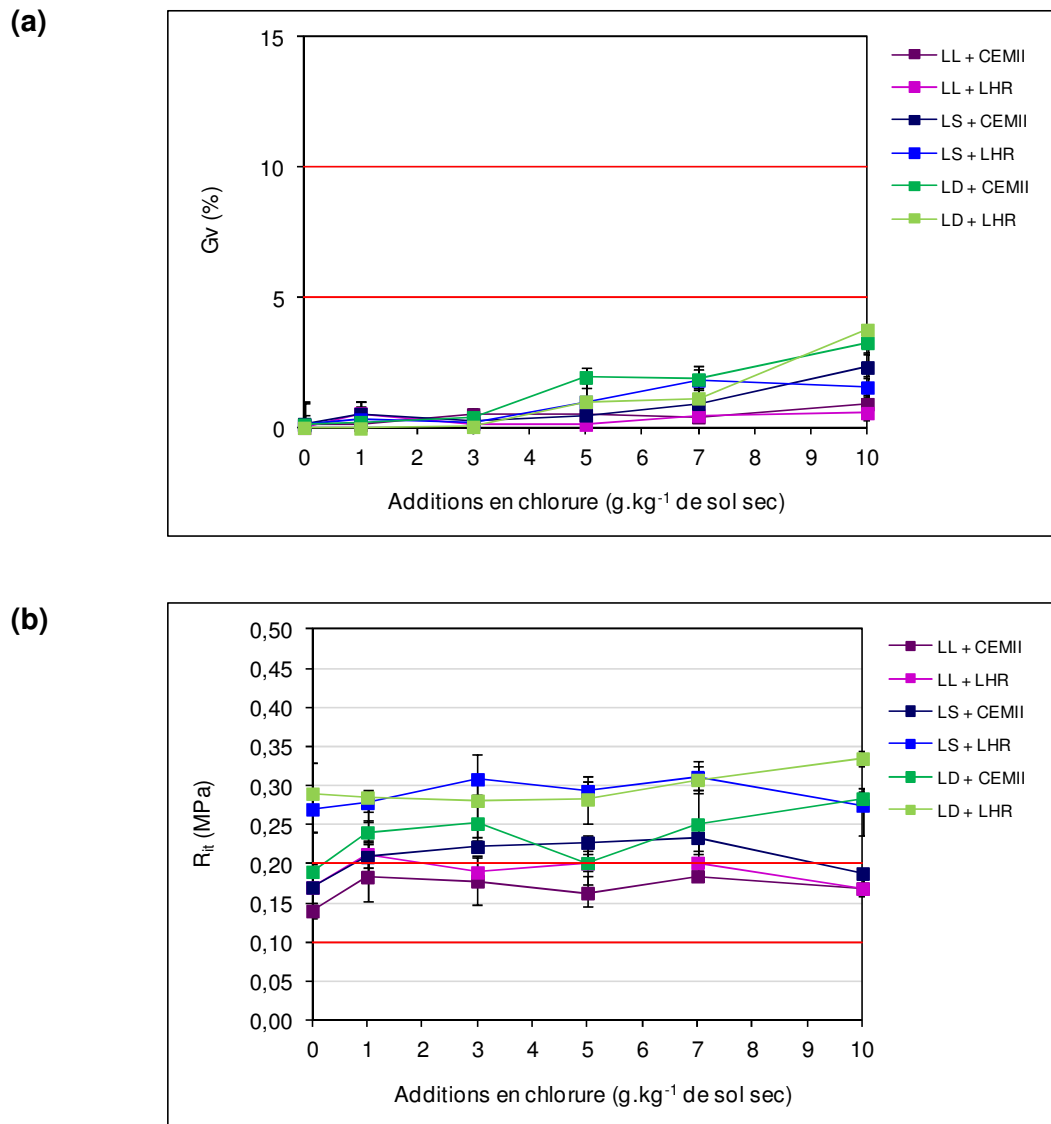 (a)
15
10
5
0
Gv (%)
0 1 2 3 4 5 6 7 8 9 10
Additions en chlorure (g.kg-1 de sol sec)
LL + CEMII
LL + LHR
LS + CEMII
LS + LHR
LD + CEMII
LD + LHR
(b)
0,50
0,45
0,40
0,35
0,30
0,25
0,20
0,15
0,10
0,05
0,00
Rit (MPa)
0 1 2 3 4 5 6 7 8 9 10
Additions en chlorure (g.kg-1 de sol sec)
LL + CEMII
LL + LHR
LS + CEMII
LS + LHR
LD + CEMII
LD + LHR